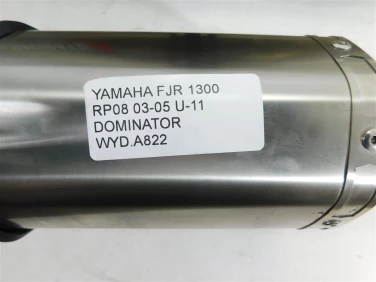 YAMAHA FJR 1300
RP08 03-05 U-11
DOMINATOR
WYD.A822